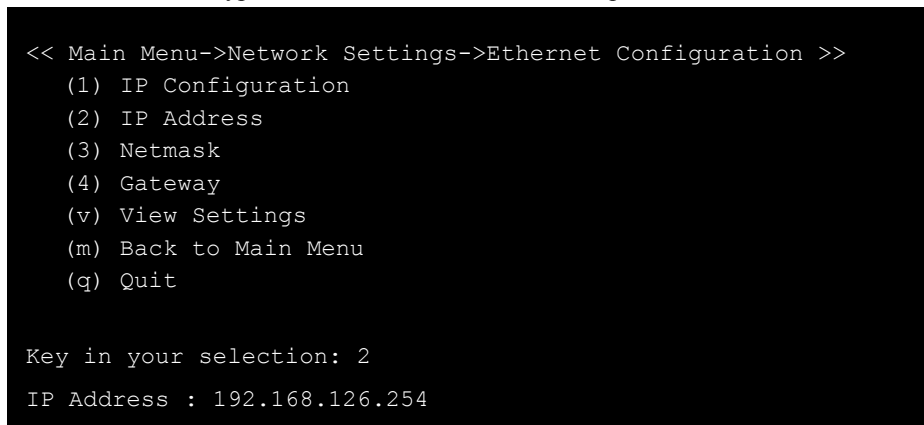 << Main Menu->Network Settings->Ethernet Configuration >>
(1) IP Configuration
(2) IP Address
(3) Netmask
(4) Gateway
(v) View Settings
(m) Back to Main Menu
(q) Quit
Key in your selection: 2
IP Address : 192.168.126.254